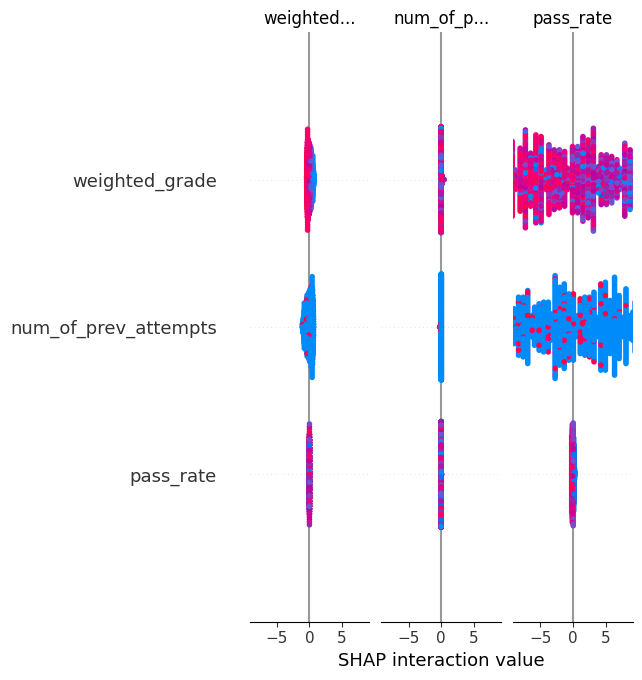 weighted...
num_of_p...
pass_rate
weighted_grade
num_of_prev_attempts
pass_rate
−5 0 5
−5 0 5
−5 0 5
SHAP interaction value